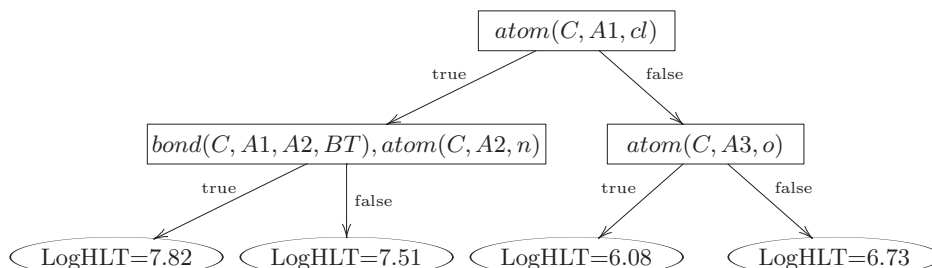 atom(C, A1, cl)
true
false
bond(C, A1, A2, BT), atom(C, A2, n)
atom(C, A3, o)
true
false
true
false
LogHLT=7.82
LogHLT=7.51
LogHLT=6.08
LogHLT=6.73